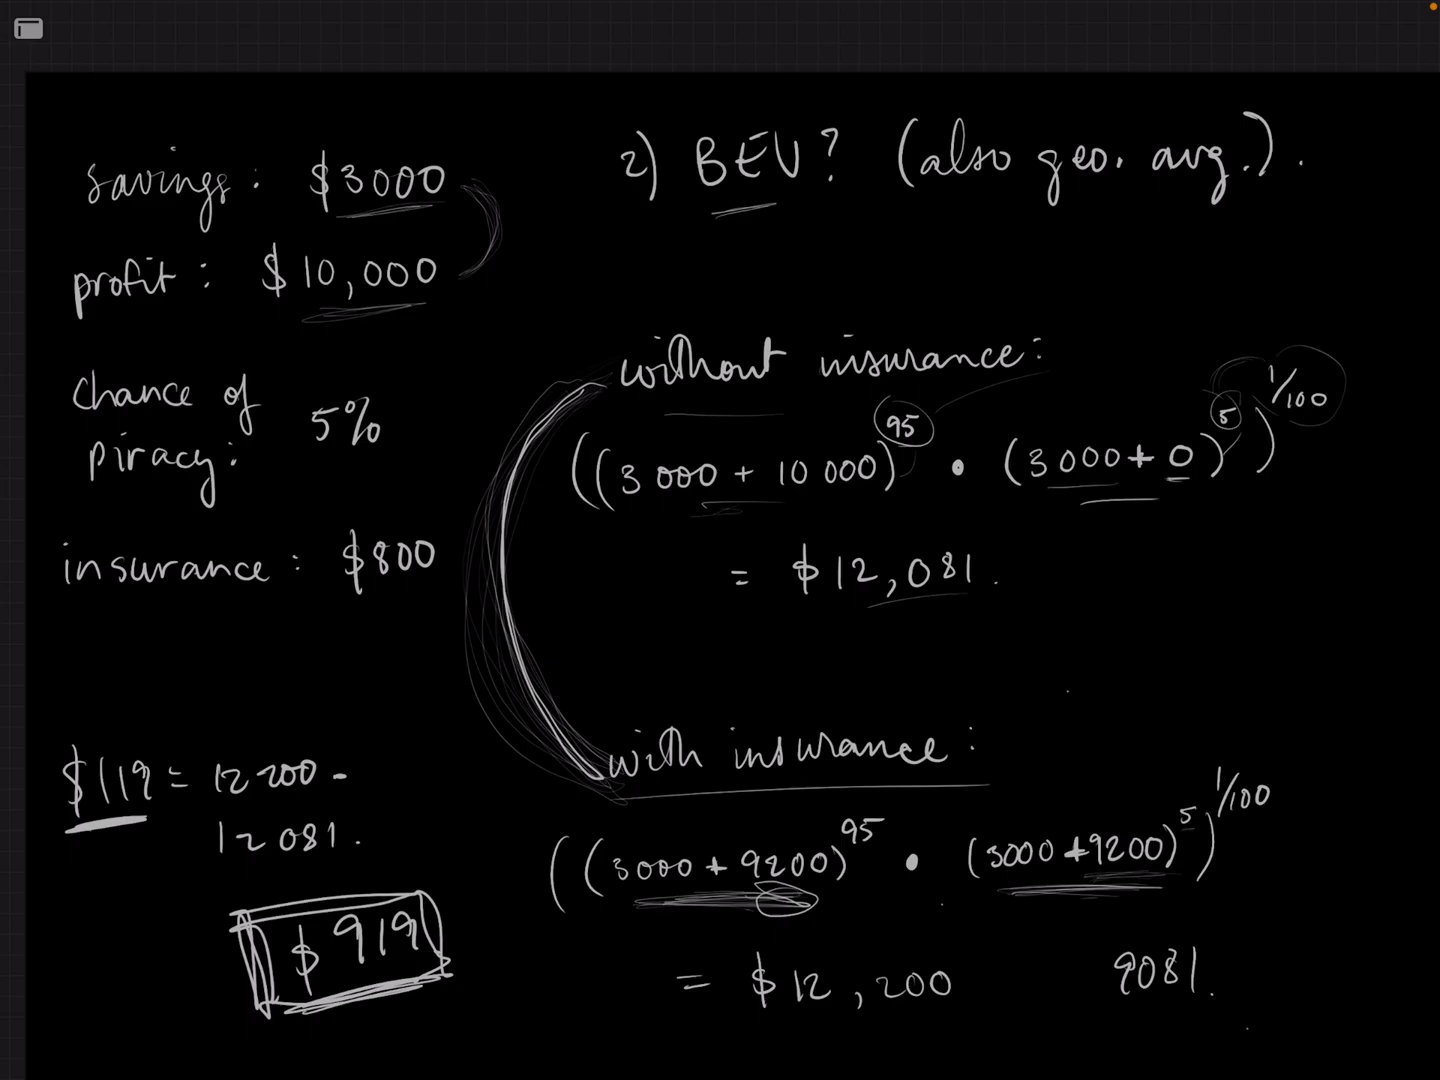 savings: $3000
profit: $10,000
Chance of
piracy: 5%
insurance: $800
$119 = 12200 -
12081.
$919
2) BEV? (also geo. avg.).
without insurance:
((3000 + 10000)^95 • (3000 + 0)^5)^1/100
= $12,081.
with insurance:
((3000 + 9200)^95 • (3000 + 9200)^5)^1/100
= $12,200
9081.